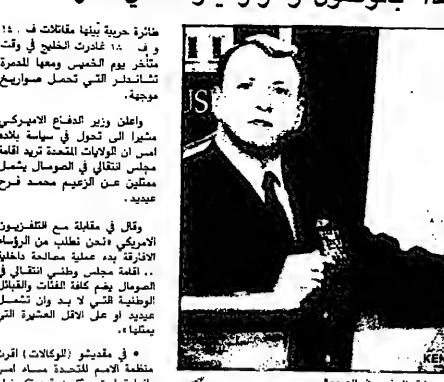 طائرة حربية بينها مقاتلات ف . ١٤
و ف . ١٨ غادرت الخليج في وقت
متأخر يوم الخميس ومعها المدمرة
تشاندلر التي تحمل صواريخ
موجهة.
واعلن وزير الدفاع الاميركي
مشيرا الى تحول في سياسة بلاده
امس ان الولايات المتحدة تريد اقامة
مجلس انتقالي في الصومال يشمل
ممثلين عن الزعيم محمد فرح
عيديد.
وقال في مقابلة مع التلفزيون
الامريكي «نحن نطلب من الرؤساء
الافارقة بدء عملية مصالحة داخلية
.. اقامة مجلس وطني انتقالي في
الصومال يضم كافة الفئات والقبائل
الوطنية التي لا بد وان تشمل
عيديد او على الاقل العشيرة التي
يمثلها».
• في مقديشو (الوكالات) اقرت
منظمة الامم المتحدة مساء امس
US
KEN